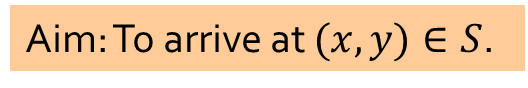 Aim: To arrive at (x, y) ∈ S.